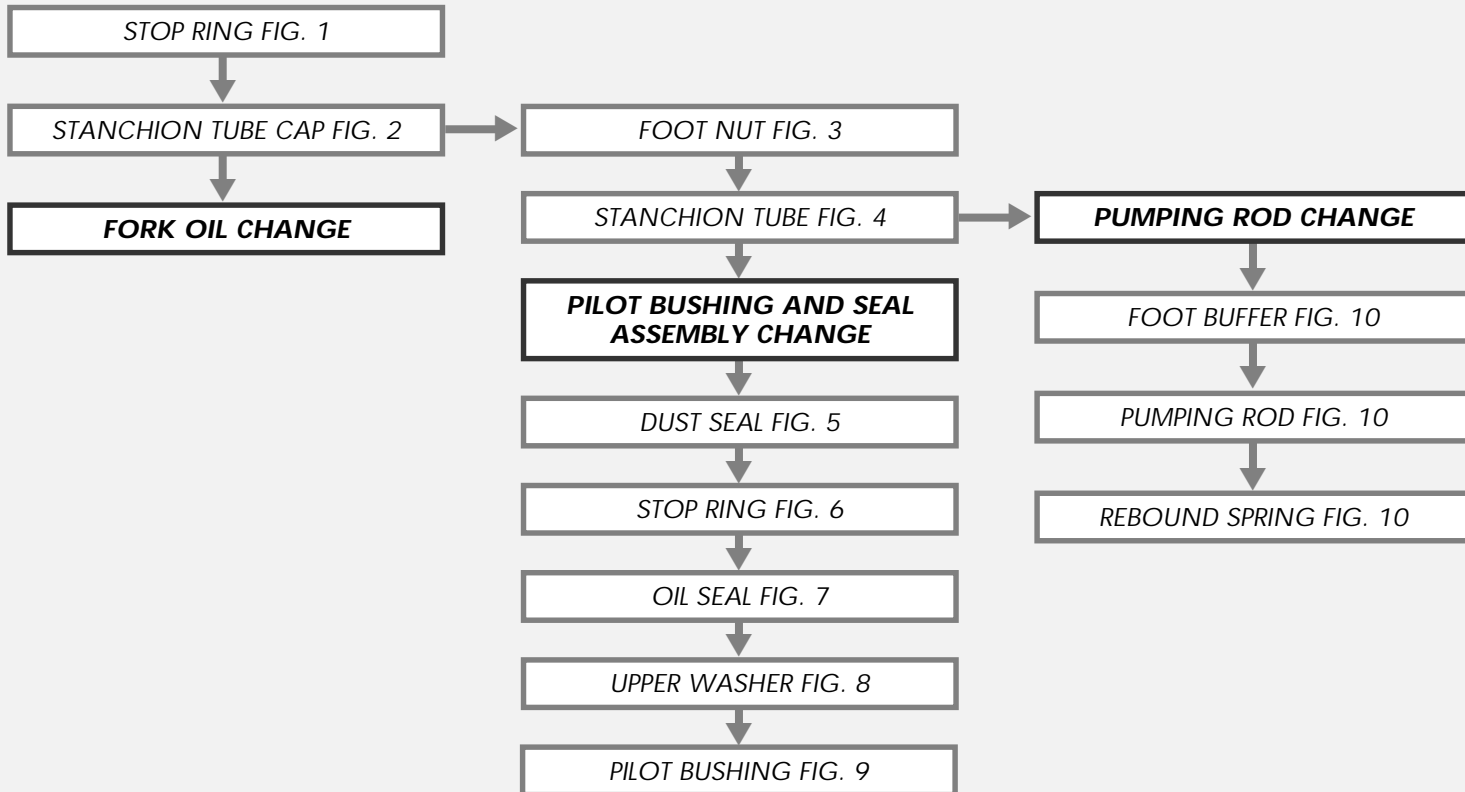 STOP RING FIG. 1
STANCHION TUBE CAP FIG. 2
FORK OIL CHANGE
FOOT NUT FIG. 3
STANCHION TUBE FIG. 4
PILOT BUSHING AND SEAL
ASSEMBLY CHANGE
DUST SEAL FIG. 5
STOP RING FIG. 6
OIL SEAL FIG. 7
UPPER WASHER FIG. 8
PILOT BUSHING FIG. 9
PUMPING ROD CHANGE
FOOT BUFFER FIG. 10
PUMPING ROD FIG. 10
REBOUND SPRING FIG. 10